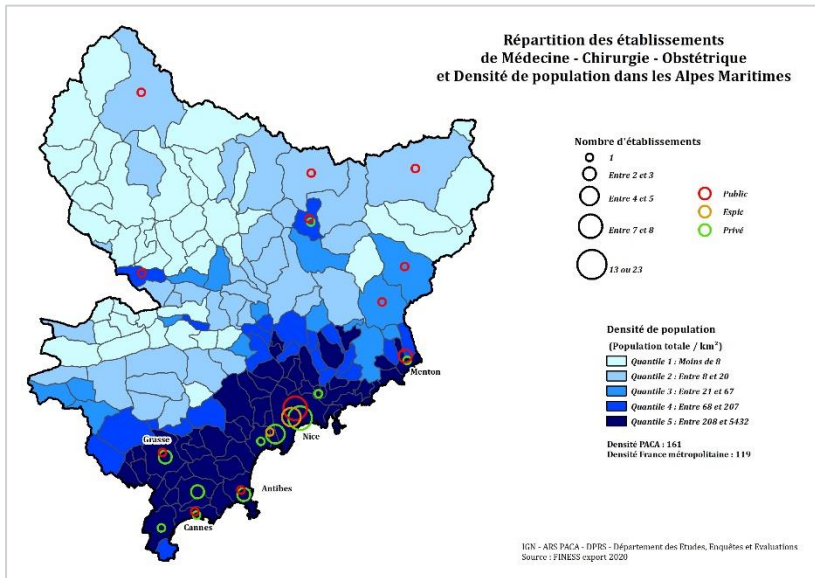 Répartition des établissements
de Médecine - Chirurgie - Obstétrique
et Densité de population dans les Alpes Maritimes
Nombre d'établissements
1
Entre 2 et 3
Entre 4 et 5
Entre 7 et 8
13 ou 23
Public
Espic
Privé
Densité de population
(Population totale / km²)
Quantile 1 : Moins de 8
Quantile 2 : Entre 8 et 20
Quantile 3 : Entre 21 et 67
Quantile 4 : Entre 68 et 207
Quantile 5 : Entre 208 et 5432
Densité PACA : 161
Densité France métropolitaine : 119
Menton
Nice
Grasse
Antibes
Cannes
IGN - ARS PACA - DPRS - Département des Etudes, Enquêtes et Evaluations
Source : FINESS export 2020